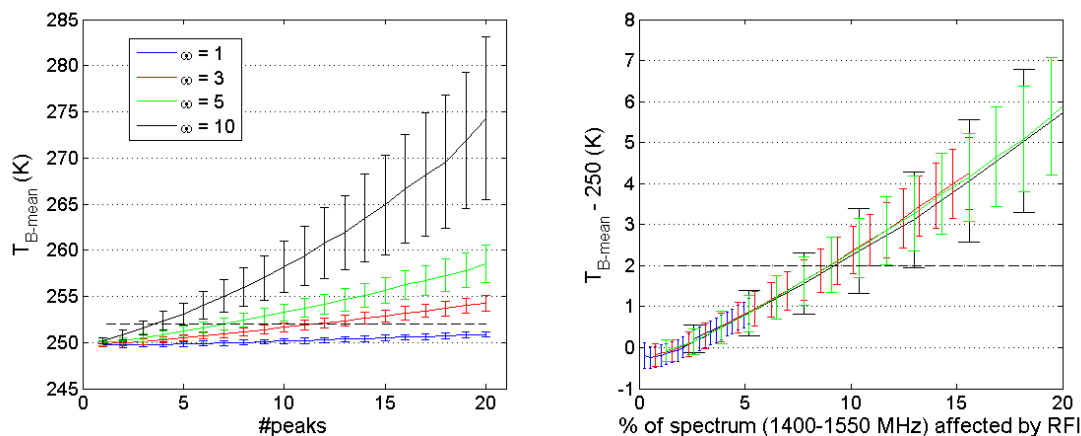 285
280
275
270
265
260
255
250
245
T_B-mean (K)
ω = 1
ω = 3
ω = 5
ω = 10
0 5 10 15 20
#peaks
8
7
6
5
4
3
2
1
0
-1
T_B-mean - 250 (K)
0 5 10 15 20
% of spectrum (1400-1550 MHz) affected by RFI